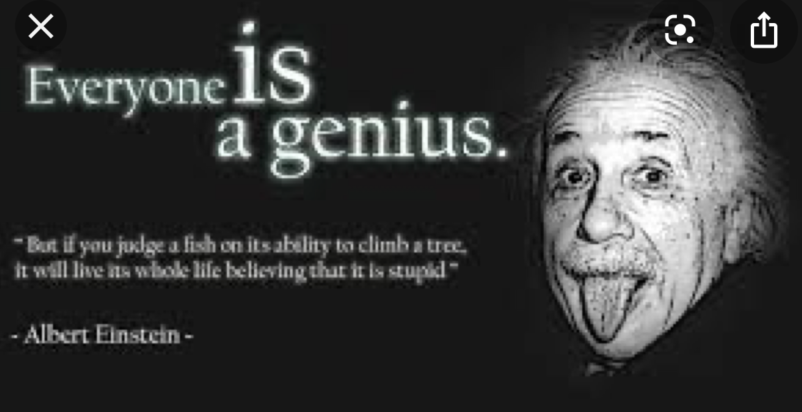 Everyone is
a genius.
"But if you judge a fish on its ability to climb a tree,
it will live its whole life believing that it is stupid"
- Albert Einstein -